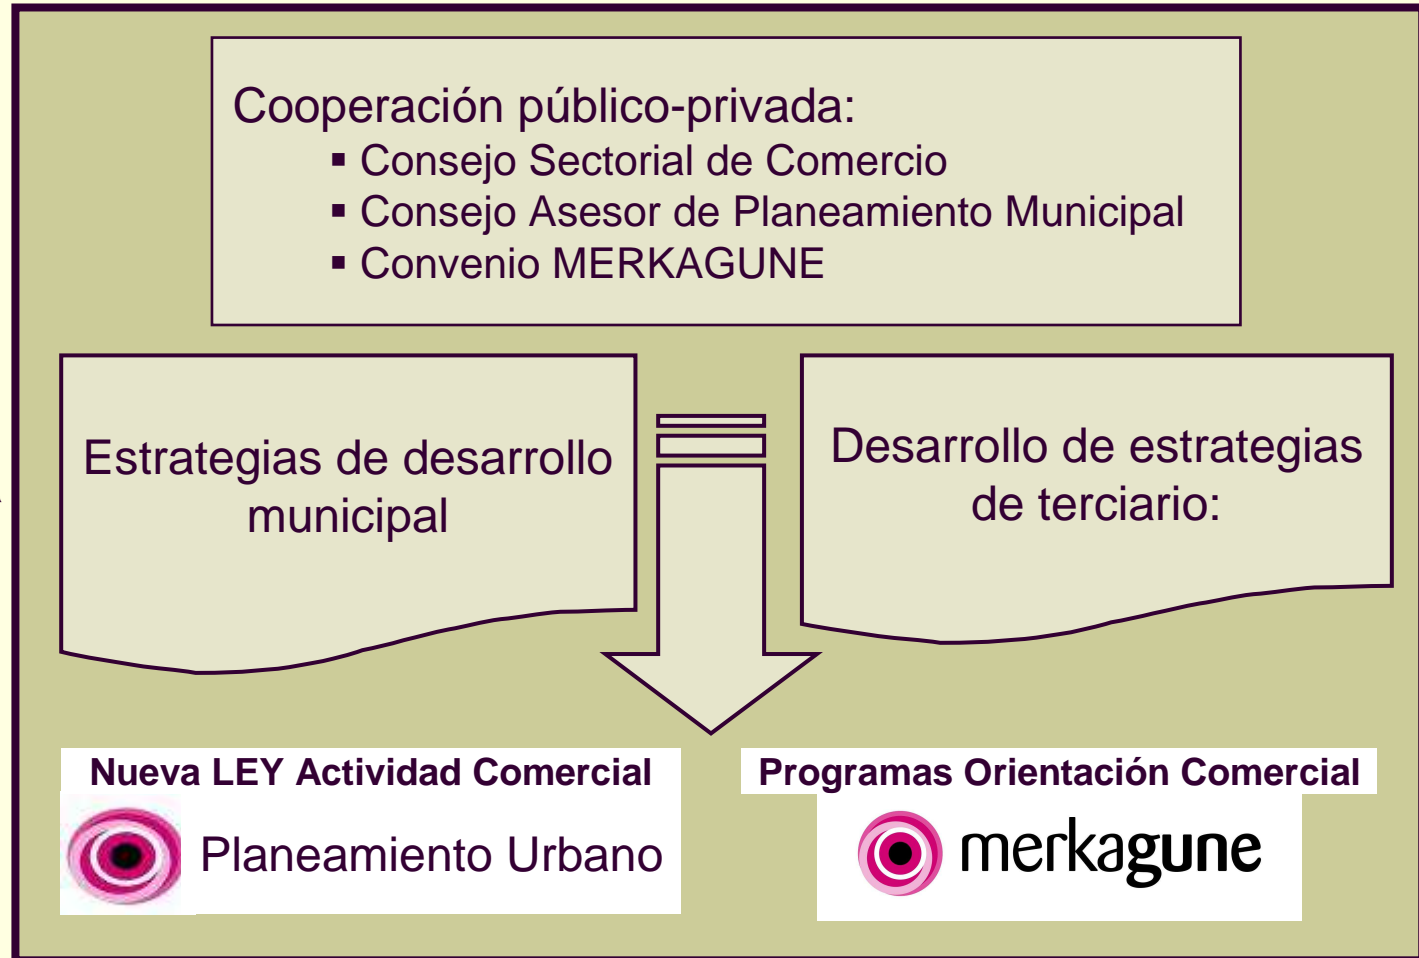 Cooperación público-privada:
▪ Consejo Sectorial de Comercio
▪ Consejo Asesor de Planeamiento Municipal
▪ Convenio MERKAGUNE
Estrategias de desarrollo
municipal
Desarrollo de estrategias
de terciario:
Nueva LEY Actividad Comercial
Planeamiento Urbano
Programas Orientación Comercial
merkagune